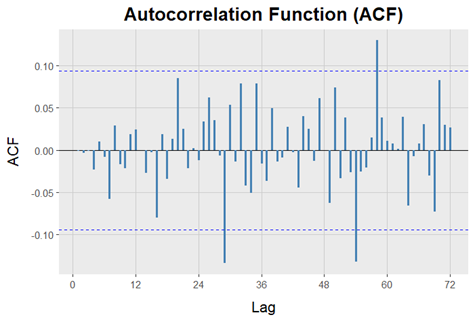 Autocorrelation Function (ACF)
ACF
0.10
0.05
0.00
-0.05
-0.10
0 12 24 36 48 60 72
Lag